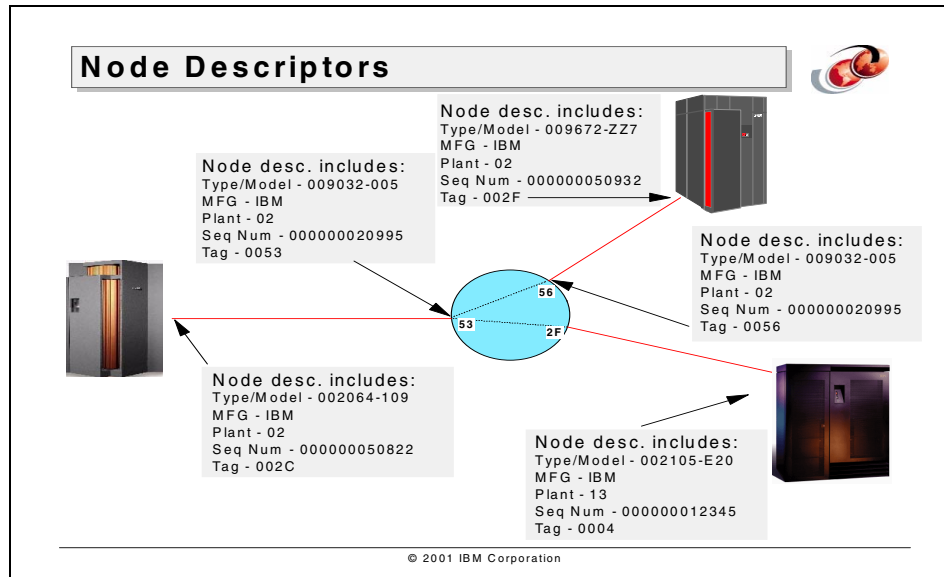 Node Descriptors
Node desc. includes:
Type/Model - 009672-ZZ7
MFG - IBM
Plant - 02
Seq Num - 000000050932
Tag - 002F
Node desc. includes:
Type/Model - 009032-005
MFG - IBM
Plant - 02
Seq Num - 000000020995
Tag - 0053
Node desc. includes:
Type/Model - 009032-005
MFG - IBM
Plant - 02
Seq Num - 000000020995
Tag - 0056
56
53
2F
Node desc. includes:
Type/Model - 002064-109
MFG - IBM
Plant - 02
Seq Num - 000000050822
Tag - 002C
Node desc. includes:
Type/Model - 002105-E20
MFG - IBM
Plant - 13
Seq Num - 000000012345
Tag - 0004
© 2001 IBM Corporation